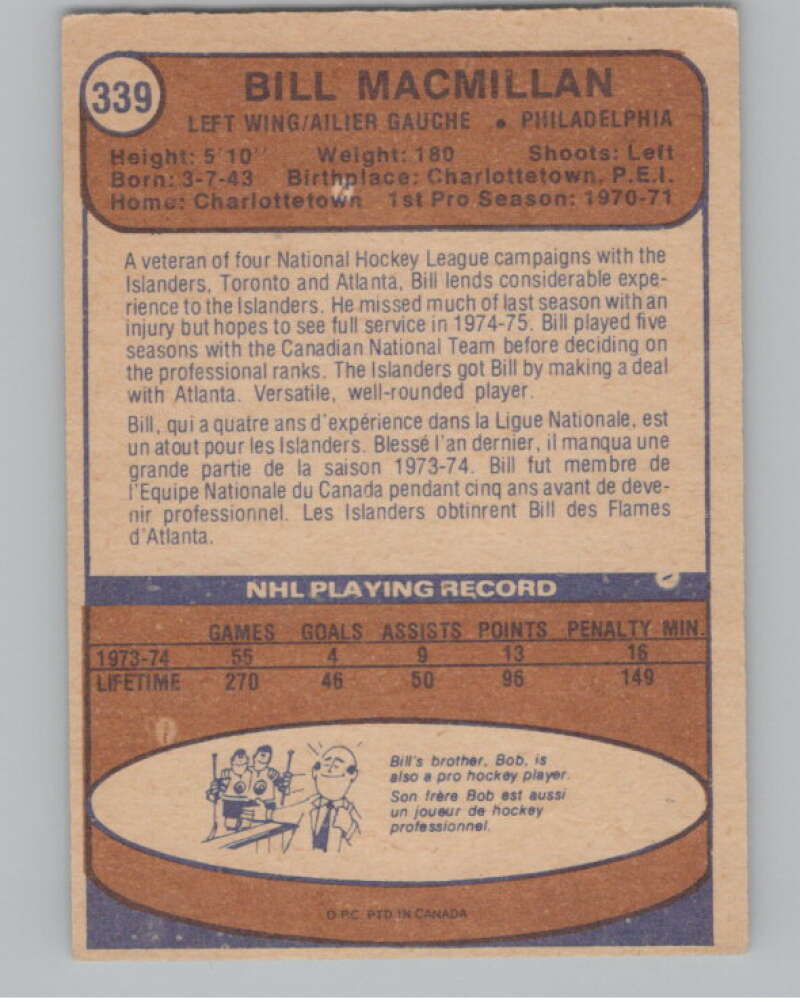 339
BILL MACMILLAN
LEFT WING/AILIER GAUCHE • PHILADELPHIA
Height: 5'10" Weight: 180 Shoots: Left
Born: 3-7-43 Birthplace: Charlottetown, P.E.I.
Home: Charlottetown 1st Pro Season: 1970-71
A veteran of four National Hockey League campaigns with the
Islanders, Toronto and Atlanta, Bill lends considerable expe-
rience to the Islanders. He missed much of last season with an
injury but hopes to see full service in 1974-75. Bill played five
seasons with the Canadian National Team before deciding on
the professional ranks. The Islanders got Bill by making a deal
with Atlanta. Versatile, well-rounded player.
Bill, qui a quatre ans d'expérience dans la Ligue Nationale, est
un atout pour les Islanders. Blessé l'an dernier, il manqua une
grande partie de la saison 1973-74. Bill fut membre de
l'Equipe Nationale du Canada pendant cinq ans avant de deve-
nir professionnel. Les Islanders obtinrent Bill des Flames
d'Atlanta.
NHL PLAYING RECORD
GAMES GOALS ASSISTS POINTS PENALTY MIN.
1973-74 55 4 9 13 16
LIFETIME 270 46 50 96 149
Bill's brother, Bob, is
also a pro hockey player.
Son frère Bob est aussi
un joueur de hockey
professionnel.
O.P.C. PTD IN CANADA